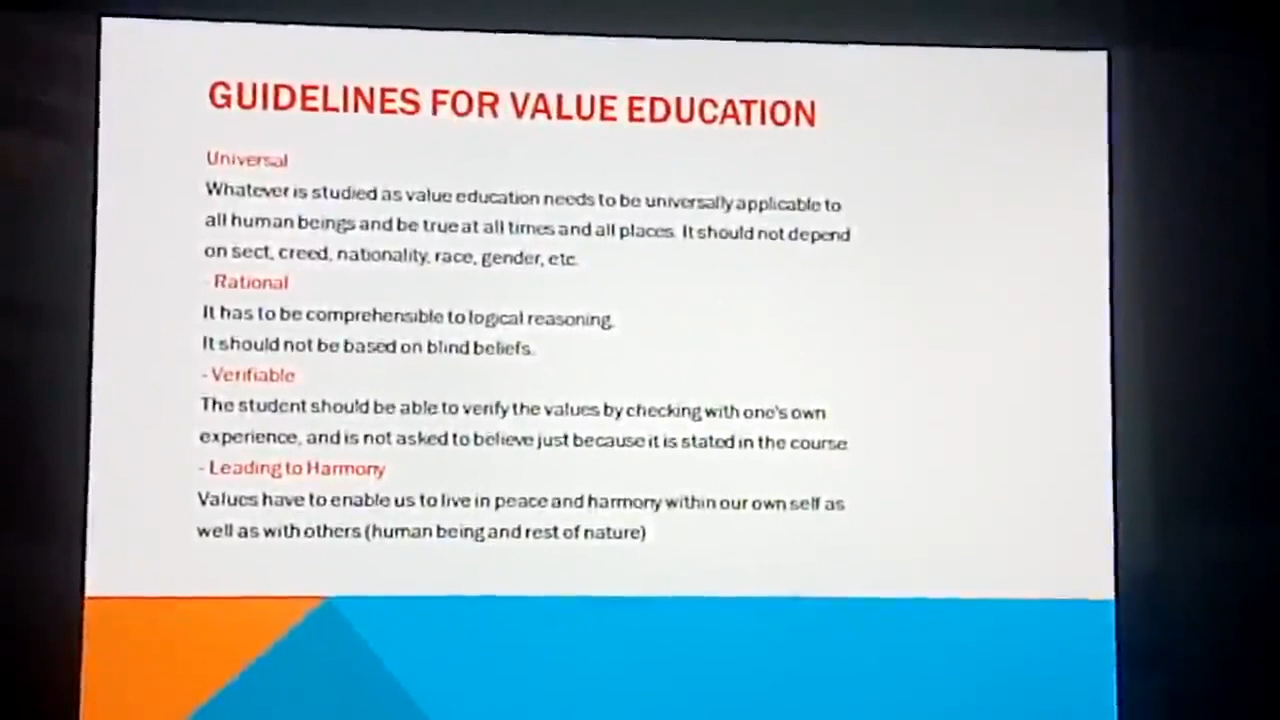 GUIDELINES FOR VALUE EDUCATION
Universal
Whatever is studied as value education needs to be universally applicable to
all human beings and be true at all times and all places. It should not depend
on sect, creed, nationality, race, gender, etc.
- Rational
It has to be comprehensible to logical reasoning.
It should not be based on blind beliefs.
- Verifiable
The student should be able to verify the values by checking with one's own
experience, and is not asked to believe just because it is stated in the course
- Leading to Harmony
Values have to enable us to live in peace and harmony within our own self as
well as with others (human being and rest of nature)